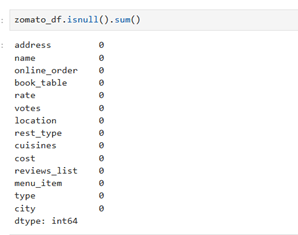 zomato_df.isnull().sum()
address 0
name 0
online_order 0
book_table 0
rate 0
votes 0
location 0
rest_type 0
cuisines 0
cost 0
reviews_list 0
menu_item 0
type 0
city 0
dtype: int64